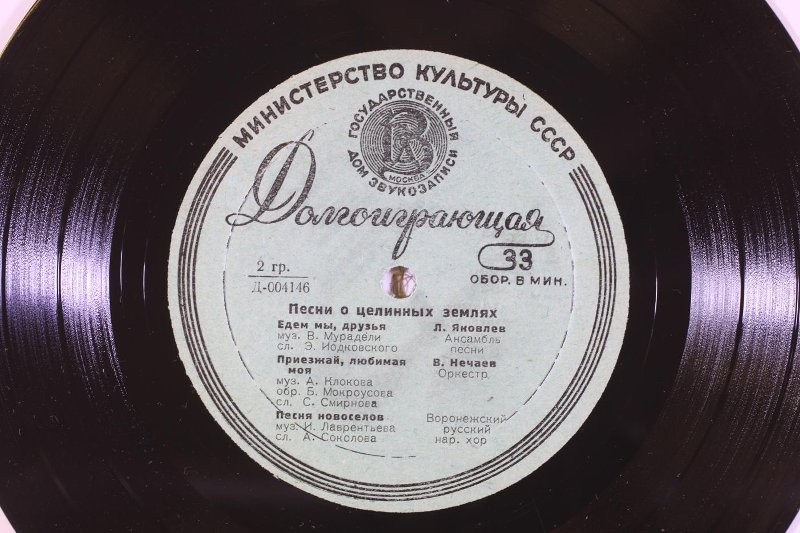 МИНИСТЕРСТВО КУЛЬТУРЫ СССР
ГОСУДАРСТВЕННЫЙ
ДОМ ЗВУКОЗАПИСИ
МОСКВА
Долгоиграющая
33
ОБОР. В МИН.
2 гр.
Д-004146
Песни о целинных землях
Едем мы, друзья Л. Яковлев
муз. В. Мурадели Ансамбль
сл. Э. Иодковского песни
Приезжай, любимая В. Нечаев
моя Оркестр
муз. А. Клокова
обр. Б. Мокроусова
сл. С. Смирнова
Песня новоселов Воронежский
муз. И. Лаврентьева русский
сл. А. Соколова нар. хор